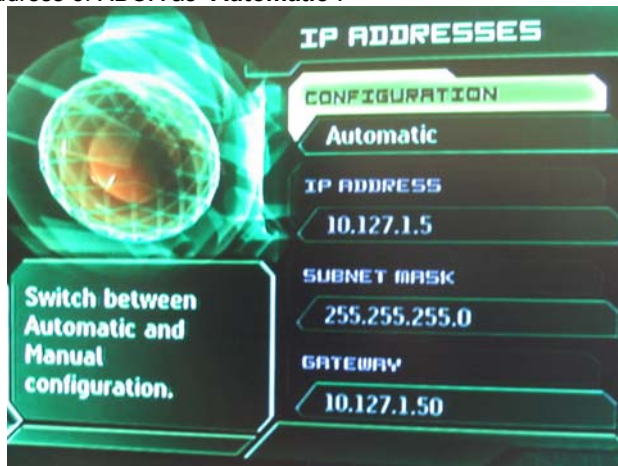 IP ADDRESSES
CONFIGURATION
Automatic
IP ADDRESS
10.127.1.5
SUBNET MASK
255.255.255.0
GATEWAY
10.127.1.50
Switch between
Automatic and
Manual
configuration.